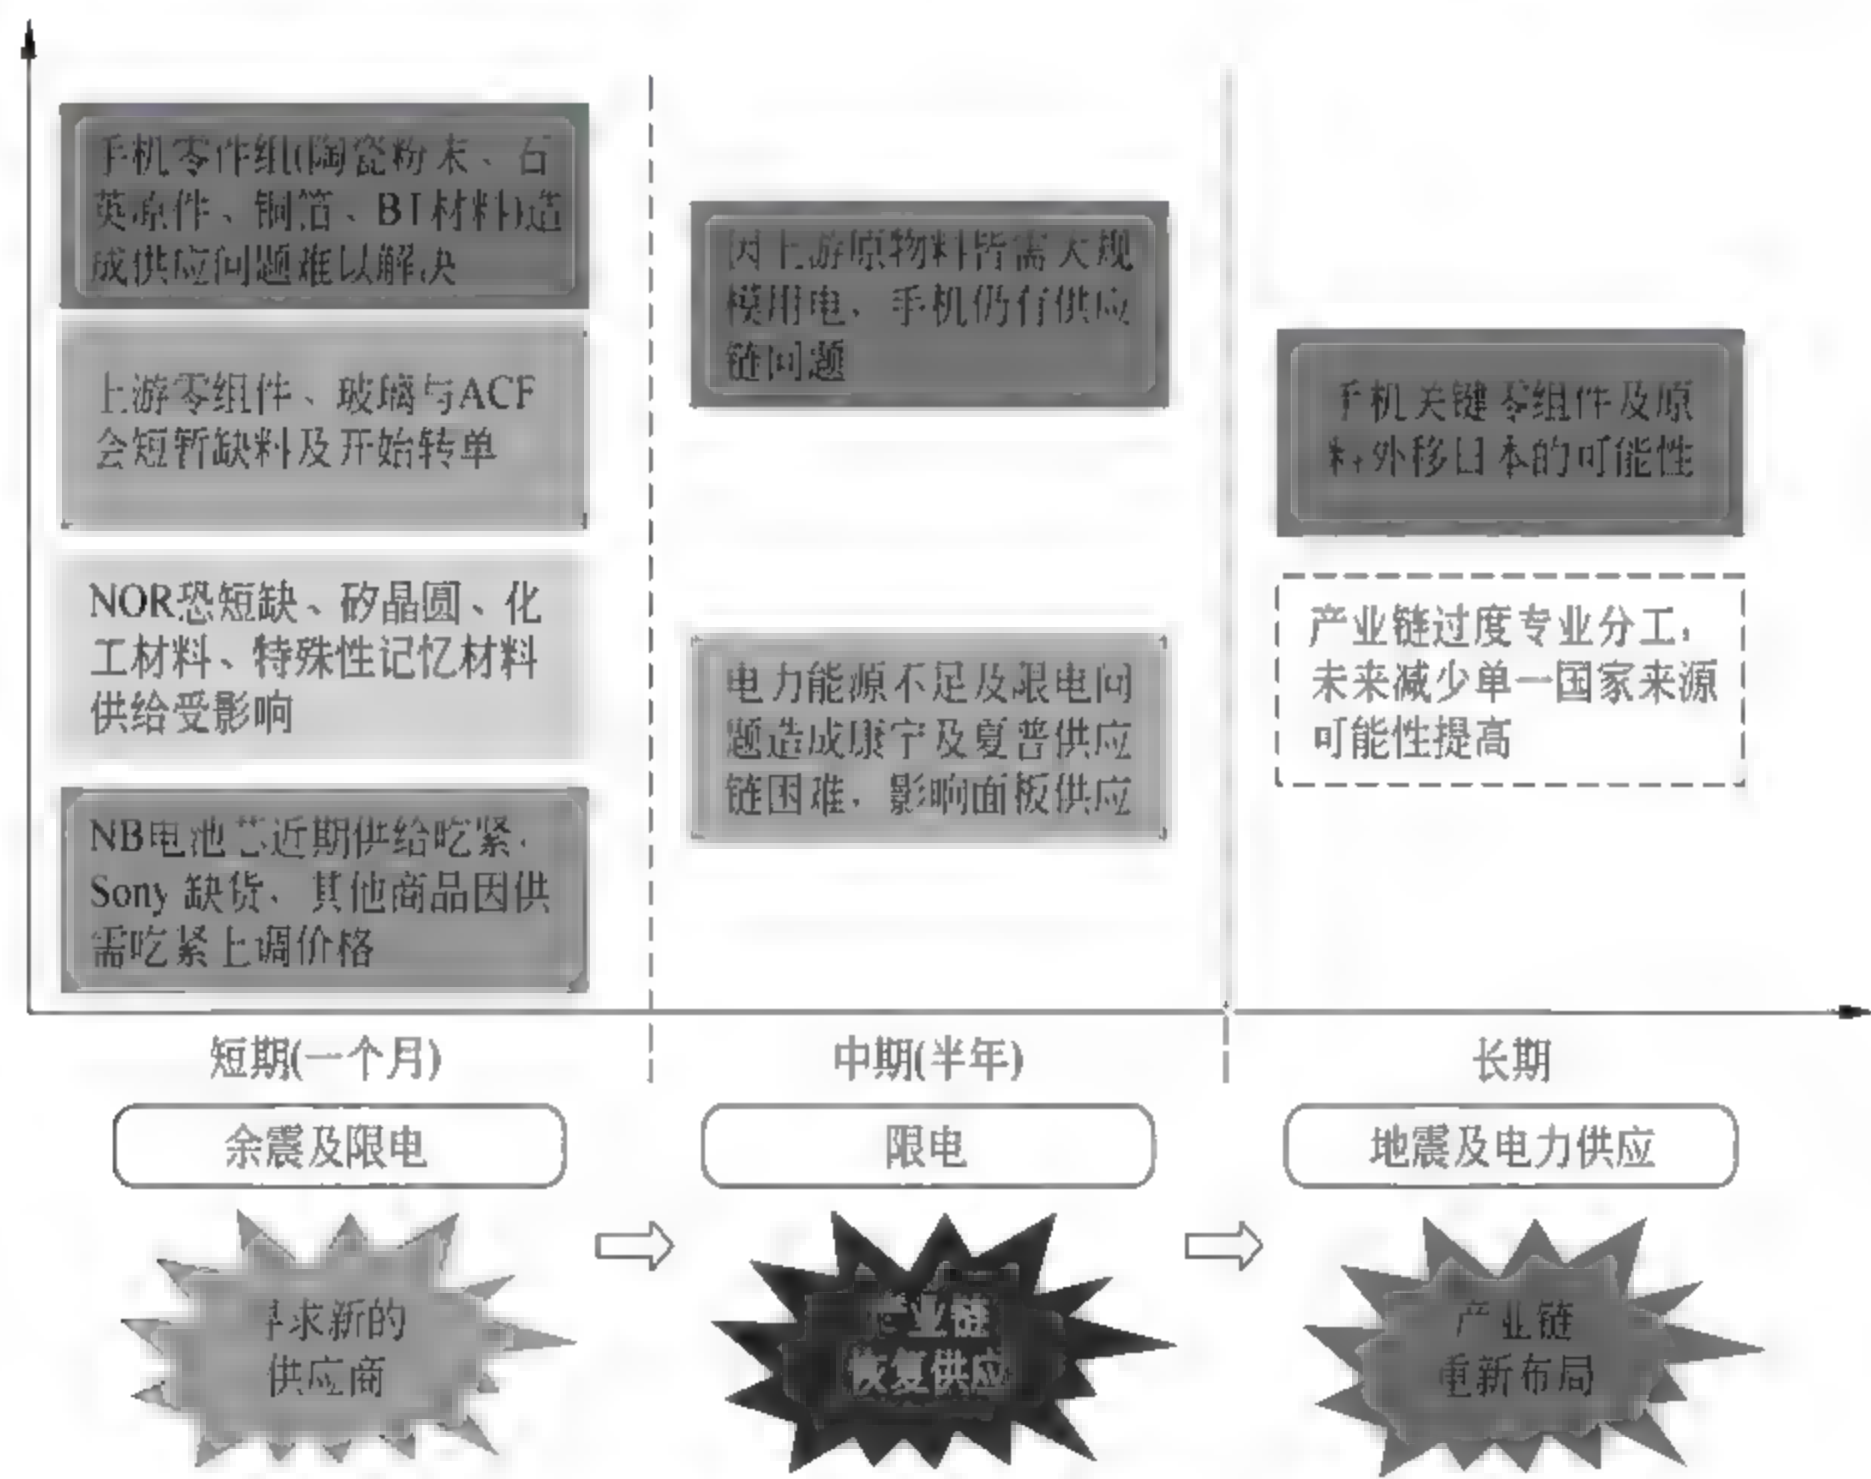 手机零件组(陶瓷粉末、石
英原件、铜箔、BT材料)造
成供应问题难以解决
上游零组件、玻璃与ACF
会短暂缺料及开始转单
NOR恐短缺、矽晶圆、化
工材料、特殊性记忆材料
供给受影响
NB电池芯近期供给吃紧，
Sony 缺货，其他商品因供
需吃紧上调价格
因上游原物料皆需大规
模用电，手机仍有供应
链问题
电力能源不足及限电问
题造成康宁及夏普供应
链困难，影响面板供应
手机关键零组件及原
料外移日本的可能性
产业链过度专业分工，
未来减少单一国家来源
可能性提高
短期(一个月)
中期(半年)
长期
余震及限电
限电
地震及电力供应
寻求新的
供应商
产业链
恢复供应
产业链
重新布局